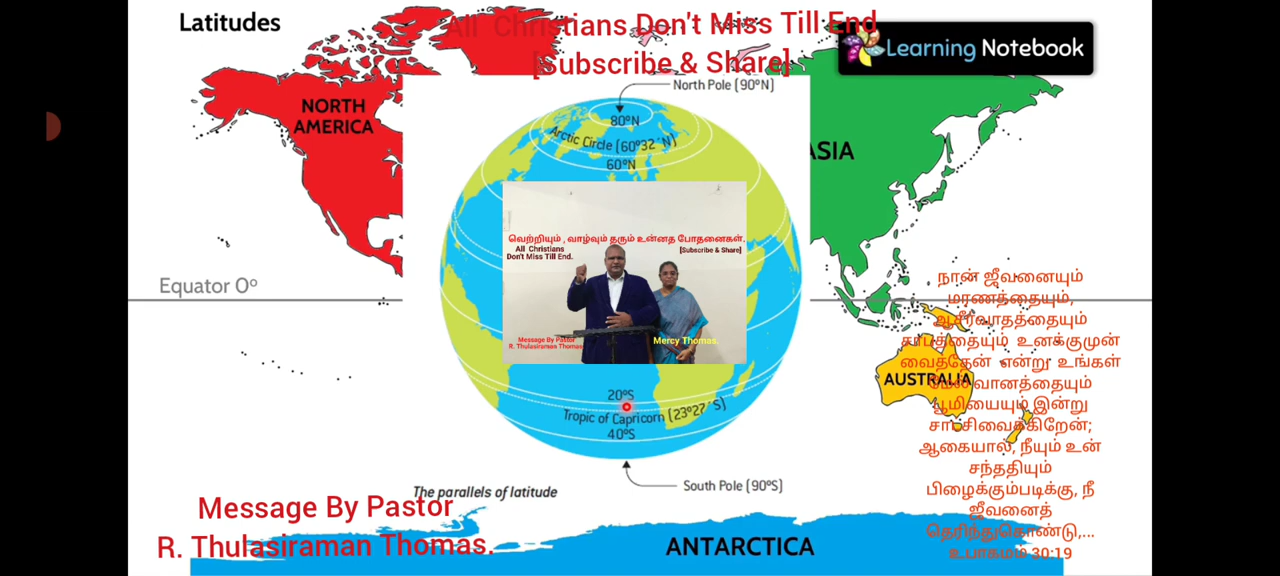 Latitudes
All Christians Don't Miss Till End
[Subscribe & Share]
Learning Notebook
North Pole (90°N)
NORTH
AMERICA
80°N
Arctic Circle (60°32´N)
60°N
ASIA
வெற்றியும் , வாழ்வும் தரும் உன்னத போதனைகள்.
All Christians
Don't Miss Till End.
[Subscribe & Share]
Equator 0°
Message By Pastor
R. Thulasiraman Thomas.
Mercy Thomas.
நான் ஜீவனையும்
மரணத்தையும்,
ஆசீர்வாதத்தையும்
சாபத்தையும் உனக்குமுன்
வைத்தேன் என்று உங்கள்
மேல் வானத்தையும்
பூமியையும் இன்று
சாட்சிவைக்கிறேன்;
ஆகையால், நீயும் உன்
சந்ததியும்
பிழைக்கும்படிக்கு, நீ
ஜீவனைத்
தெரிந்துகொண்டு,...
உபாகமம் 30:19
AUSTRALIA
20°S
Tropic of Capricorn (23°27´S)
40°S
South Pole (90°S)
The parallels of latitude
Message By Pastor
R. Thulasiraman Thomas.
ANTARCTICA